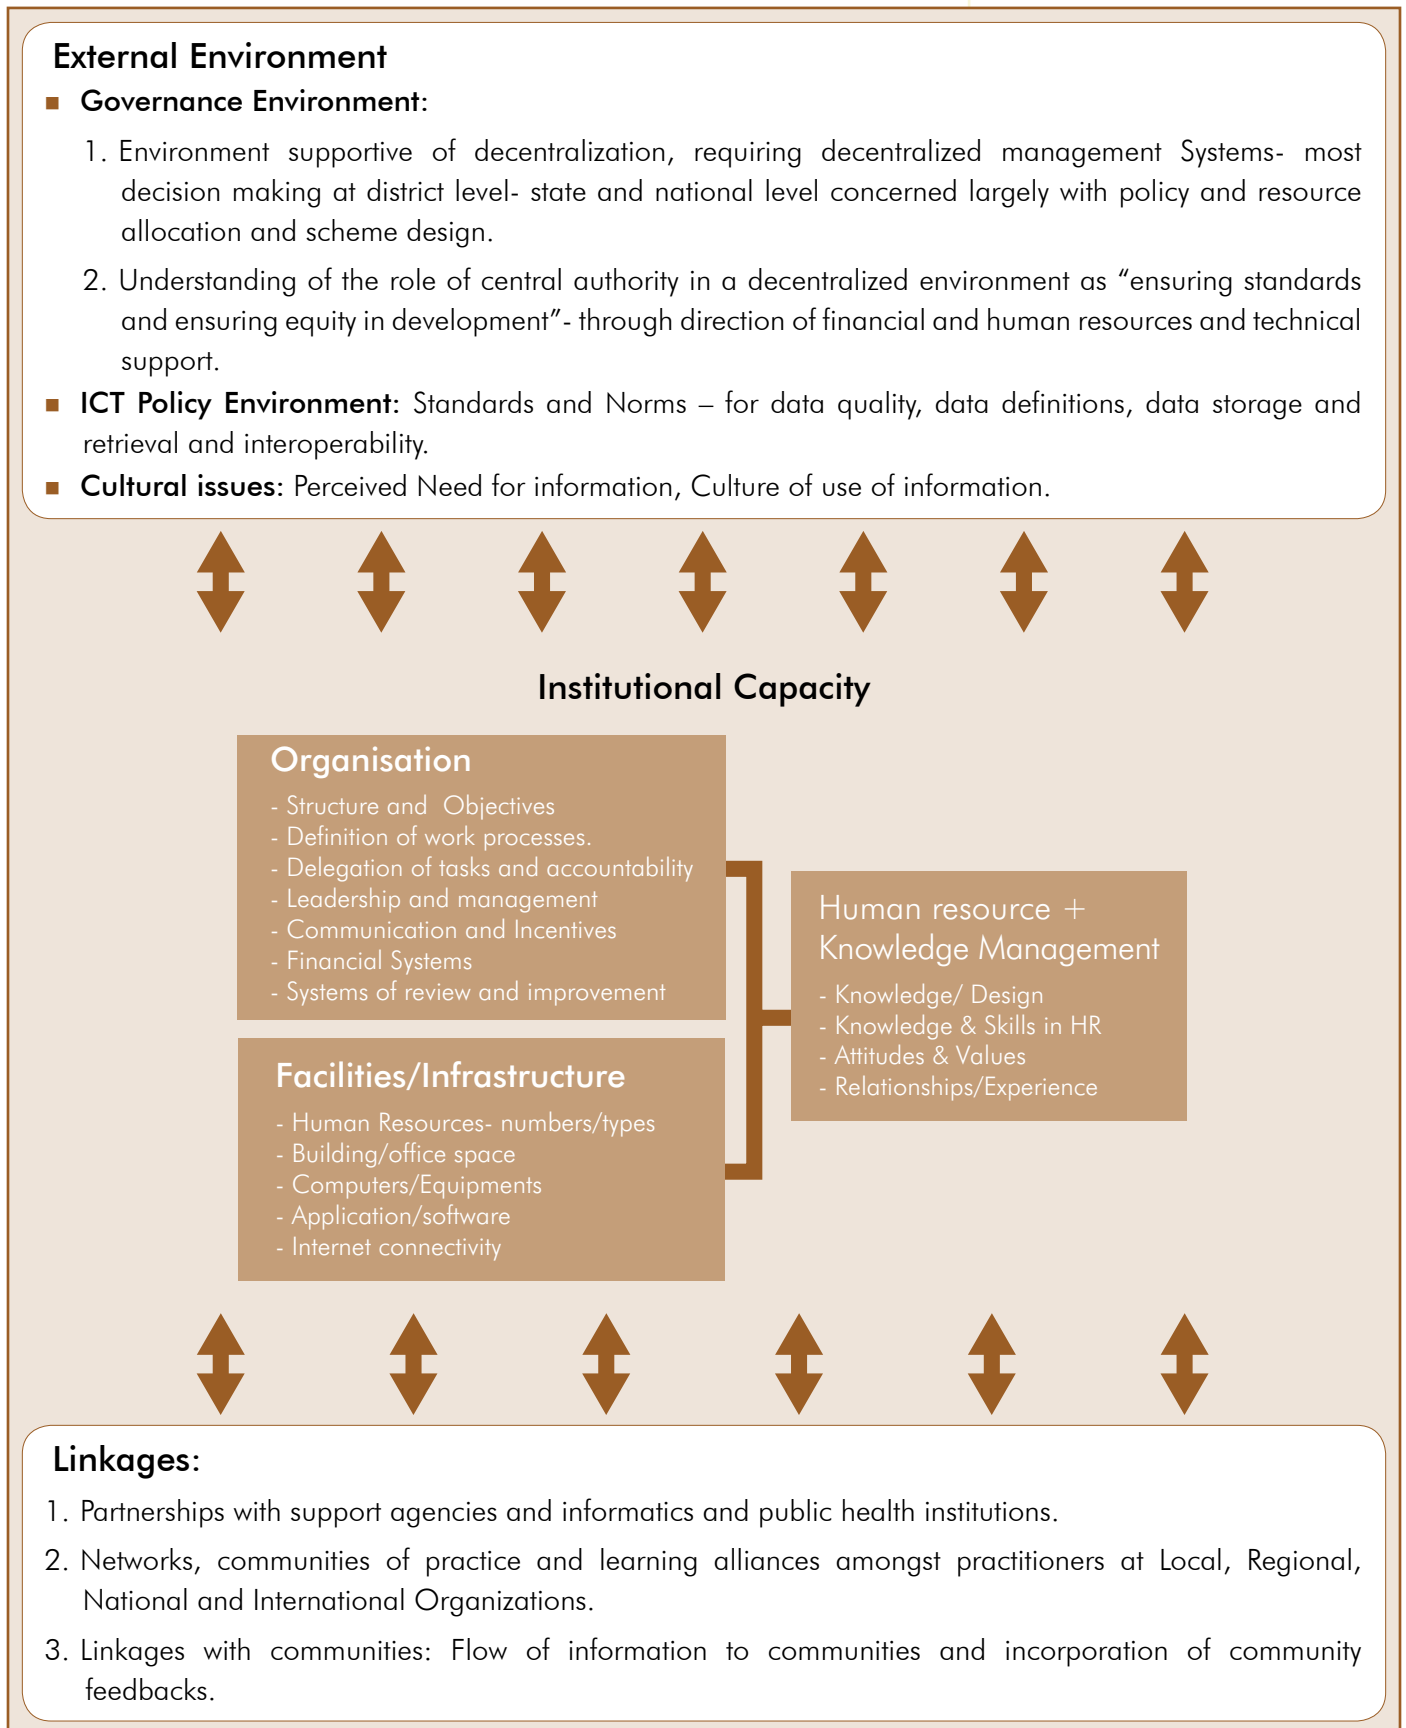 External Environment
▪ Governance Environment:
1. Environment supportive of decentralization, requiring decentralized management Systems- most
decision making at district level- state and national level concerned largely with policy and resource
allocation and scheme design.
2. Understanding of the role of central authority in a decentralized environment as “ensuring standards
and ensuring equity in development”- through direction of financial and human resources and technical
support.
▪ ICT Policy Environment: Standards and Norms – for data quality, data definitions, data storage and
retrieval and interoperability.
▪ Cultural issues: Perceived Need for information, Culture of use of information.
Institutional Capacity
Organisation
- Structure and Objectives
- Definition of work processes.
- Delegation of tasks and accountability
- Leadership and management
- Communication and Incentives
- Financial Systems
- Systems of review and improvement
Facilities/Infrastructure
- Human Resources- numbers/types
- Building/office space
- Computers/Equipments
- Application/software
- Internet connectivity
Human resource +
Knowledge Management
- Knowledge/ Design
- Knowledge & Skills in HR
- Attitudes & Values
- Relationships/Experience
Linkages:
1. Partnerships with support agencies and informatics and public health institutions.
2. Networks, communities of practice and learning alliances amongst practitioners at Local, Regional,
National and International Organizations.
3. Linkages with communities: Flow of information to communities and incorporation of community
feedbacks.